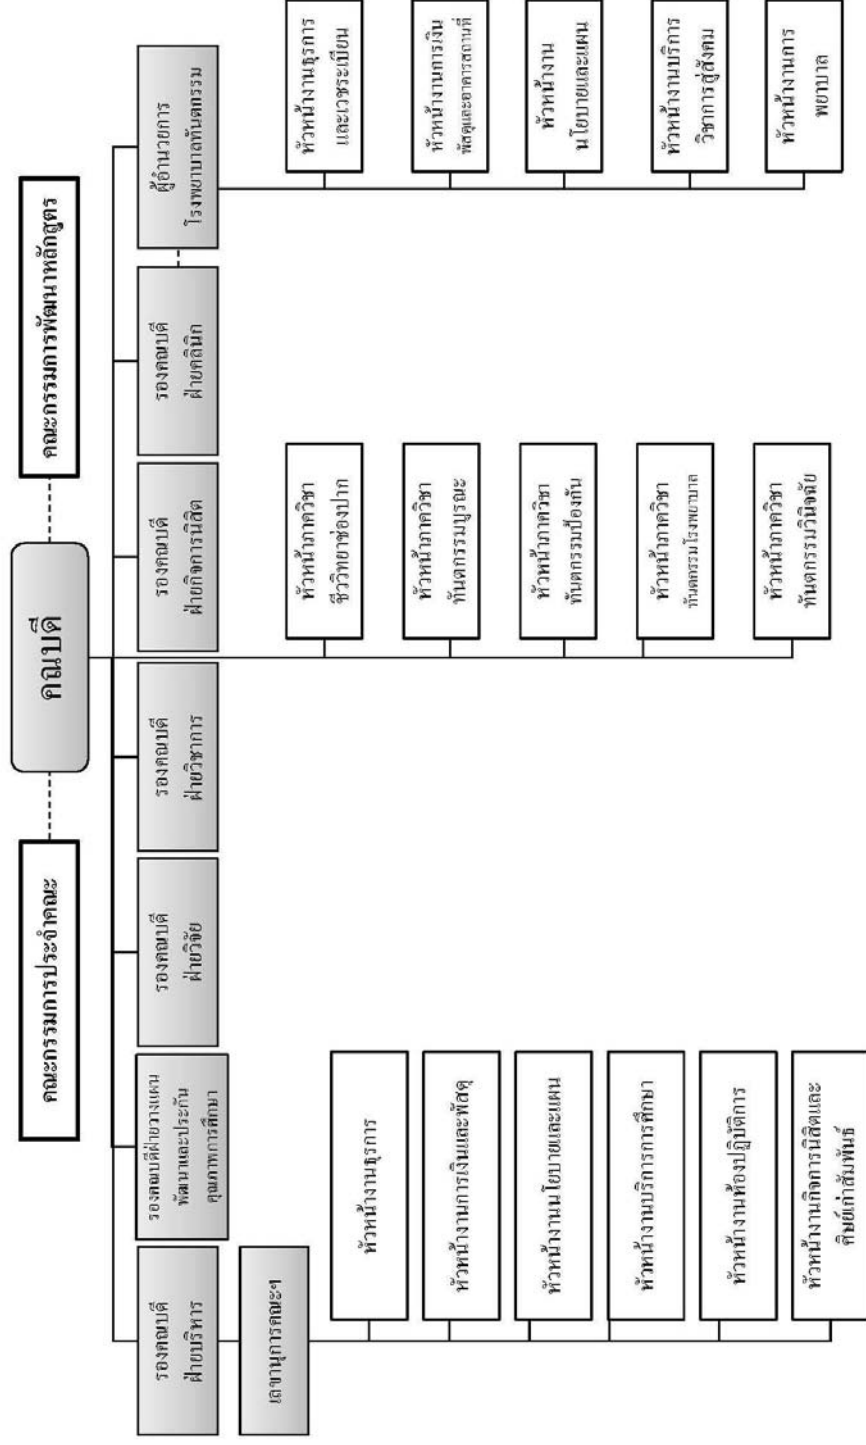 คณะกรรมการประจำคณะ
คณบดี
คณะกรรมการพัฒนาหลักสูตร
รองคณบดี
ฝ่ายบริหาร
รองคณบดีฝ่ายวางแผน
พัฒนาและประกัน
คุณภาพการศึกษา
รองคณบดี
ฝ่ายวิจัย
รองคณบดี
ฝ่ายวิชาการ
รองคณบดี
ฝ่ายกิจการนิสิต
รองคณบดี
ฝ่ายคลินิก
ผู้อำนวยการ
โรงพยาบาลทันตกรรม
เลขานุการคณะฯ
หัวหน้างานธุรการ
หัวหน้างานการเงินและพัสดุ
หัวหน้างานนโยบายและแผน
หัวหน้างานบริการการศึกษา
หัวหน้างานห้องปฏิบัติการ
หัวหน้างานกิจการนิสิตและ
ศิษย์เก่าสัมพันธ์
หัวหน้าภาควิชา
ชีววิทยาช่องปาก
หัวหน้าภาควิชา
ทันตกรรมบูรณะ
หัวหน้าภาควิชา
ทันตกรรมป้องกัน
หัวหน้าภาควิชา
ทันตกรรมโรงพยาบาล
หัวหน้าภาควิชา
ทันตกรรมวินิจฉัย
หัวหน้างานธุรการ
และเวชระเบียน
หัวหน้างานการเงิน
พัสดุและอาคารสถานที่
หัวหน้างาน
นโยบายและแผน
หัวหน้างานบริการ
วิชาการสู่สังคม
หัวหน้างานการ
พยาบาล